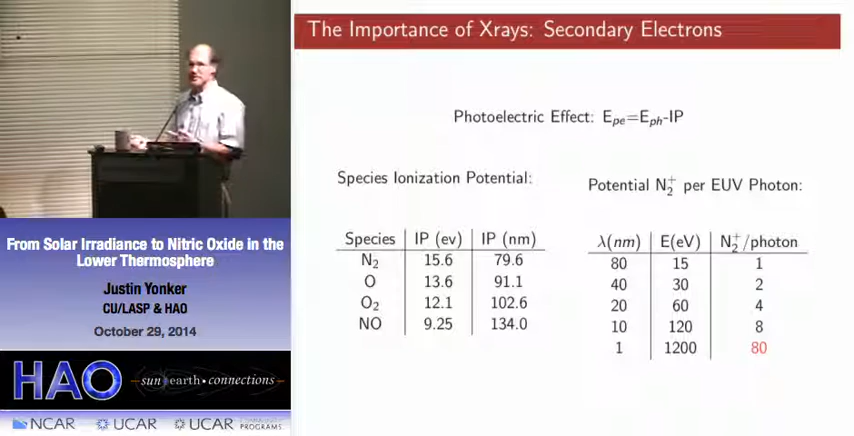 The Importance of Xrays: Secondary Electrons
Photoelectric Effect: E_pe=E_ph-IP
Species Ionization Potential:
Species IP (ev) IP (nm)
N₂ 15.6 79.6
O 13.6 91.1
O₂ 12.1 102.6
NO 9.25 134.0
Potential N₂⁺ per EUV Photon:
λ(nm) E(eV) N₂⁺/photon
80 15 1
40 30 2
20 60 4
10 120 8
1 1200 80
From Solar Irradiance to Nitric Oxide in the
Lower Thermosphere
Justin Yonker
CU/LASP & HAO
October 29, 2014
HAO
sun earth • connections
NCAR UCAR UCAR
PROGRAMS